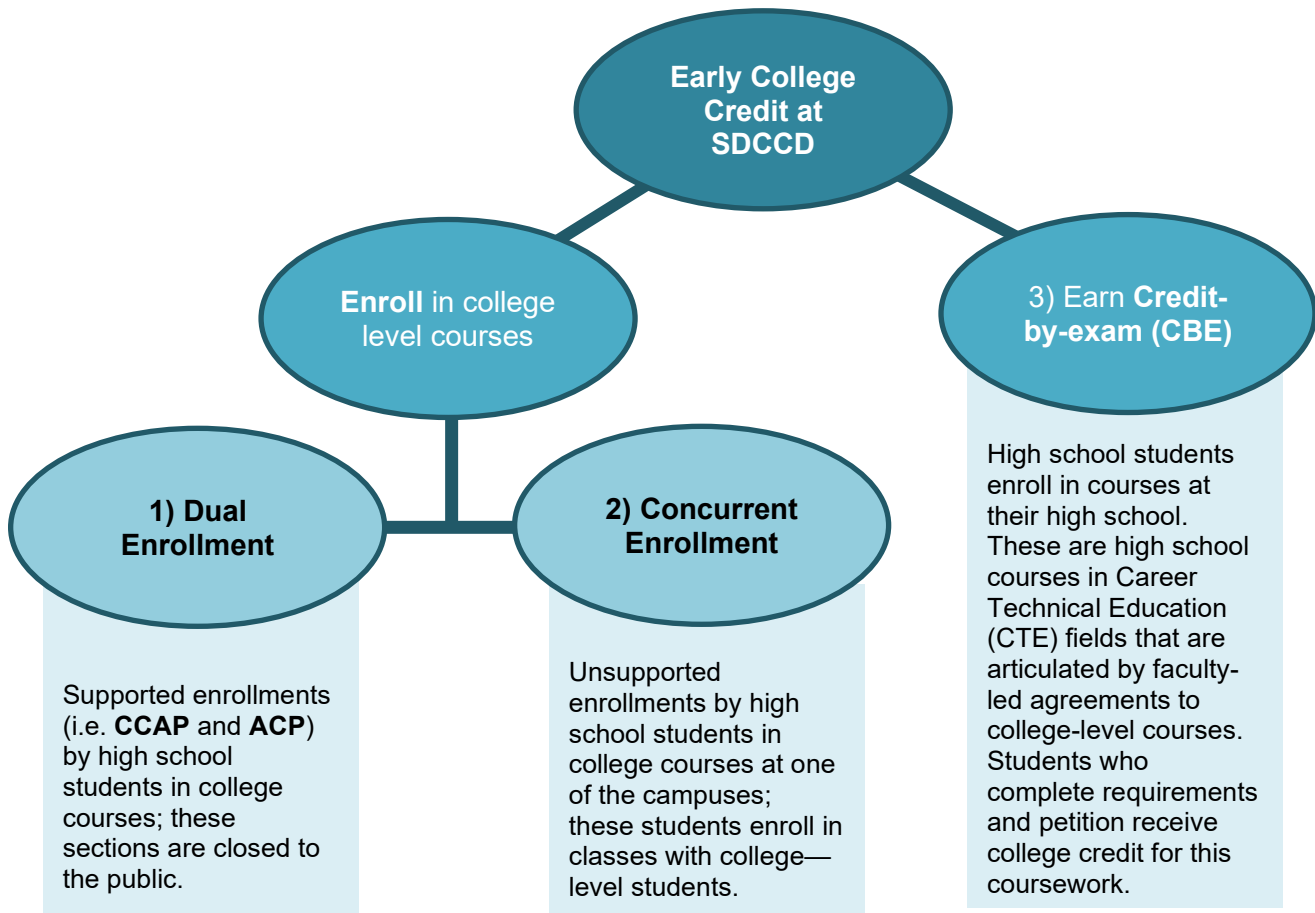 Early College
Credit at
SDCCD
Enroll in college
level courses
3) Earn Credit-
by-exam (CBE)
1) Dual
Enrollment
2) Concurrent
Enrollment
Supported enrollments
(i.e. CCAP and ACP)
by high school
students in college
courses; these
sections are closed to
the public.
Unsupported
enrollments by high
school students in
college courses at one
of the campuses;
these students enroll in
classes with college—
level students.
High school students
enroll in courses at
their high school.
These are high school
courses in Career
Technical Education
(CTE) fields that are
articulated by faculty-
led agreements to
college-level courses.
Students who
complete requirements
and petition receive
college credit for this
coursework.